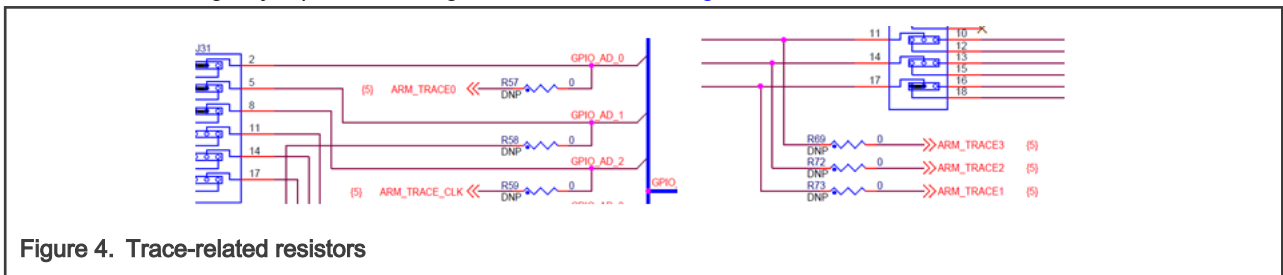 J31
2
GPIO_AD_0
5
{5} ARM_TRACE0 R57 0
DNP
8
GPIO_AD_1
11
R58 0
DNP
14
GPIO_AD_2
17
{5} ARM_TRACE_CLK R59 0
DNP
GPIO
11 10
12
14 13
15
17 16
18
R69 0 ARM_TRACE3 {5}
DNP
R72 0 ARM_TRACE2 {5}
DNP
R73 0 ARM_TRACE1 {5}
DNP
Figure 4. Trace-related resistors